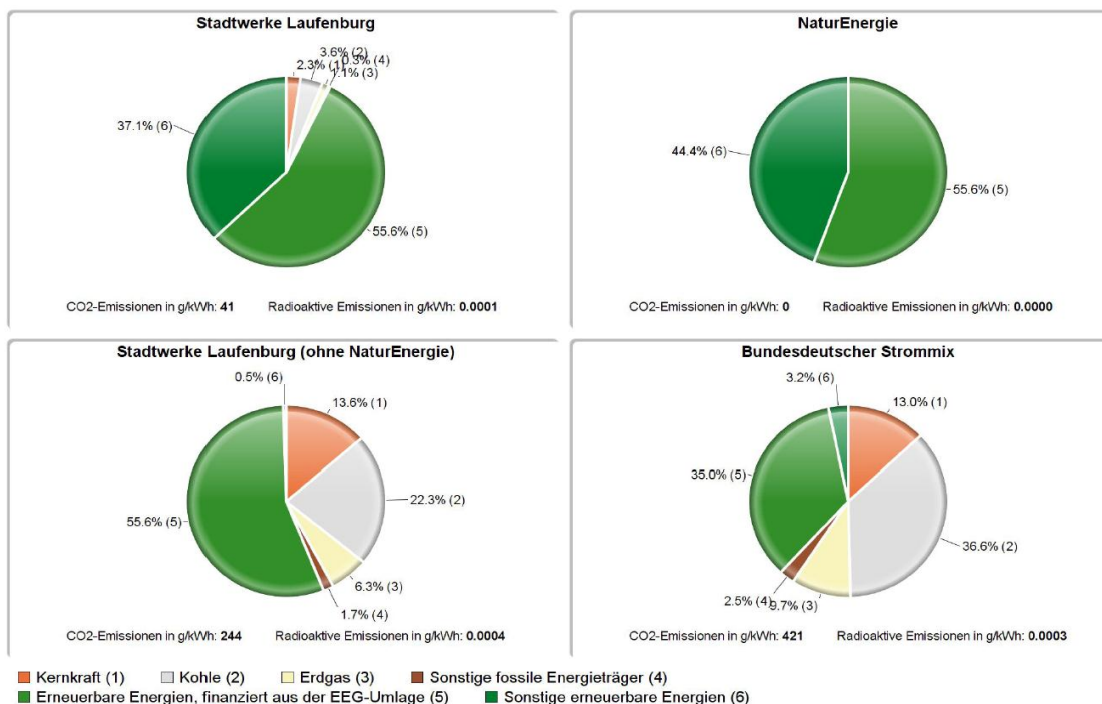 Stadtwerke Laufenburg
3.6% (2)
0.3% (4)
2.3% (1)
1.1% (3)
37.1% (6)
55.6% (5)
CO2-Emissionen in g/kWh: 41 Radioaktive Emissionen in g/kWh: 0.0001
NaturEnergie
44.4% (6)
55.6% (5)
CO2-Emissionen in g/kWh: 0 Radioaktive Emissionen in g/kWh: 0.0000
Stadtwerke Laufenburg (ohne NaturEnergie)
0.5% (6)
13.6% (1)
22.3% (2)
55.6% (5)
6.3% (3)
1.7% (4)
CO2-Emissionen in g/kWh: 244 Radioaktive Emissionen in g/kWh: 0.0004
Bundesdeutscher Strommix
3.2% (6)
13.0% (1)
35.0% (5)
36.6% (2)
2.5% (4)
9.7% (3)
CO2-Emissionen in g/kWh: 421 Radioaktive Emissionen in g/kWh: 0.0003
Kernkraft (1) Kohle (2) Erdgas (3) Sonstige fossile Energieträger (4)
Erneuerbare Energien, finanziert aus der EEG-Umlage (5) Sonstige erneuerbare Energien (6)